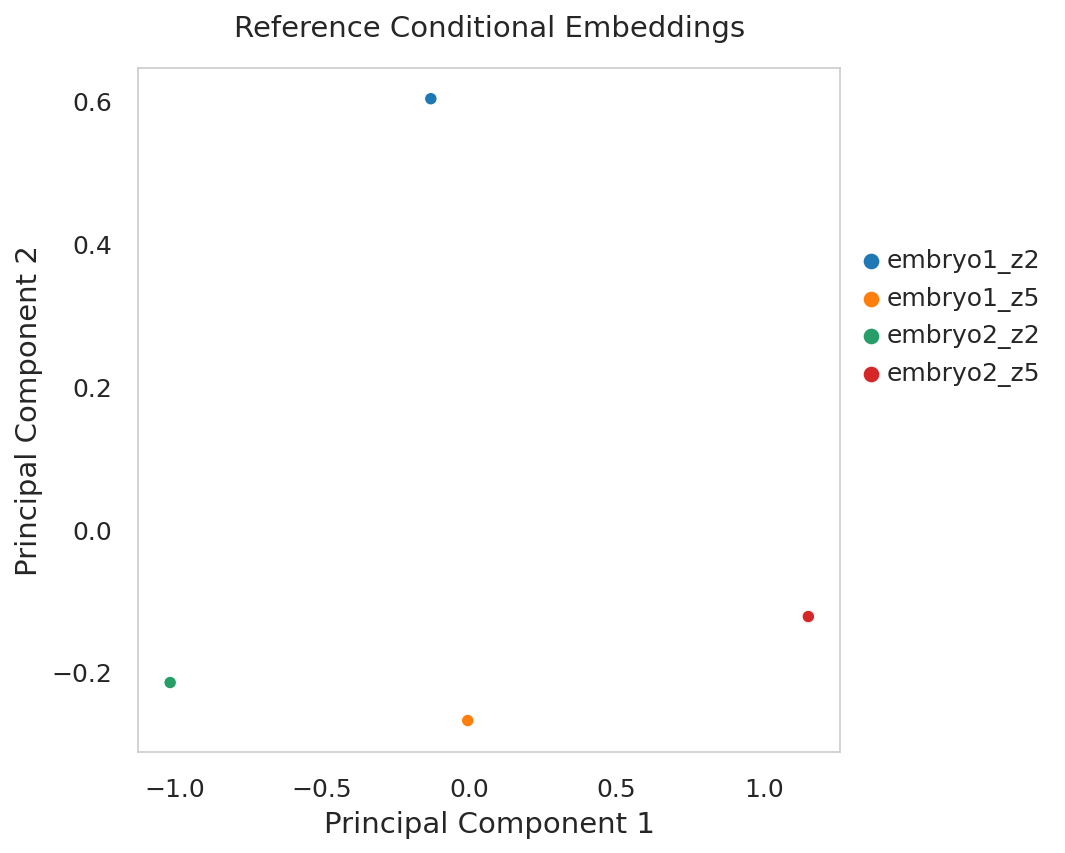 Reference Conditional Embeddings
0.6
0.4
0.2
0.0
−0.2
Principal Component 2
−1.0 −0.5 0.0 0.5 1.0
Principal Component 1
embryo1_z2
embryo1_z5
embryo2_z2
embryo2_z5